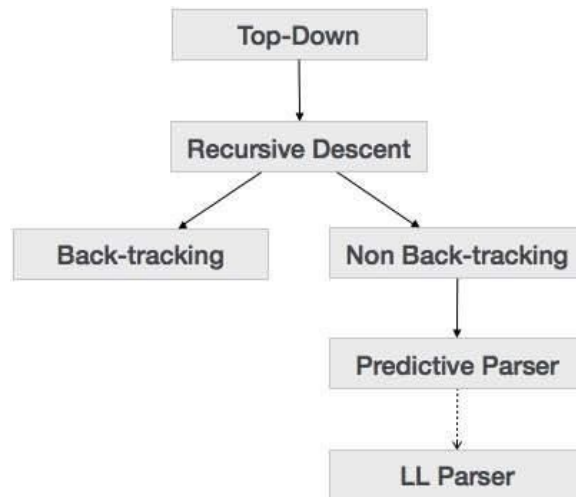 Top-Down
Recursive Descent
Back-tracking
Non Back-tracking
Predictive Parser
LL Parser